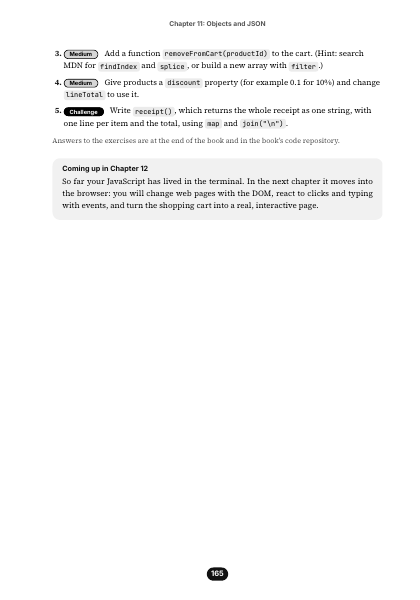 Chapter 11: Objects and JSON
3. Medium Add a function removeFromCart(productId) to the cart. (Hint: search
MDN for findIndex and splice, or build a new array with filter.)
4. Medium Give products a discount property (for example 0.1 for 10%) and change
lineTotal to use it.
5. Challenge Write receipt(), which returns the whole receipt as one string, with
one line per item and the total, using map and join("\n").
Answers to the exercises are at the end of the book and in the book's code repository.
Coming up in Chapter 12
So far your JavaScript has lived in the terminal. In the next chapter it moves into
the browser: you will change web pages with the DOM, react to clicks and typing
with events, and turn the shopping cart into a real, interactive page.
165